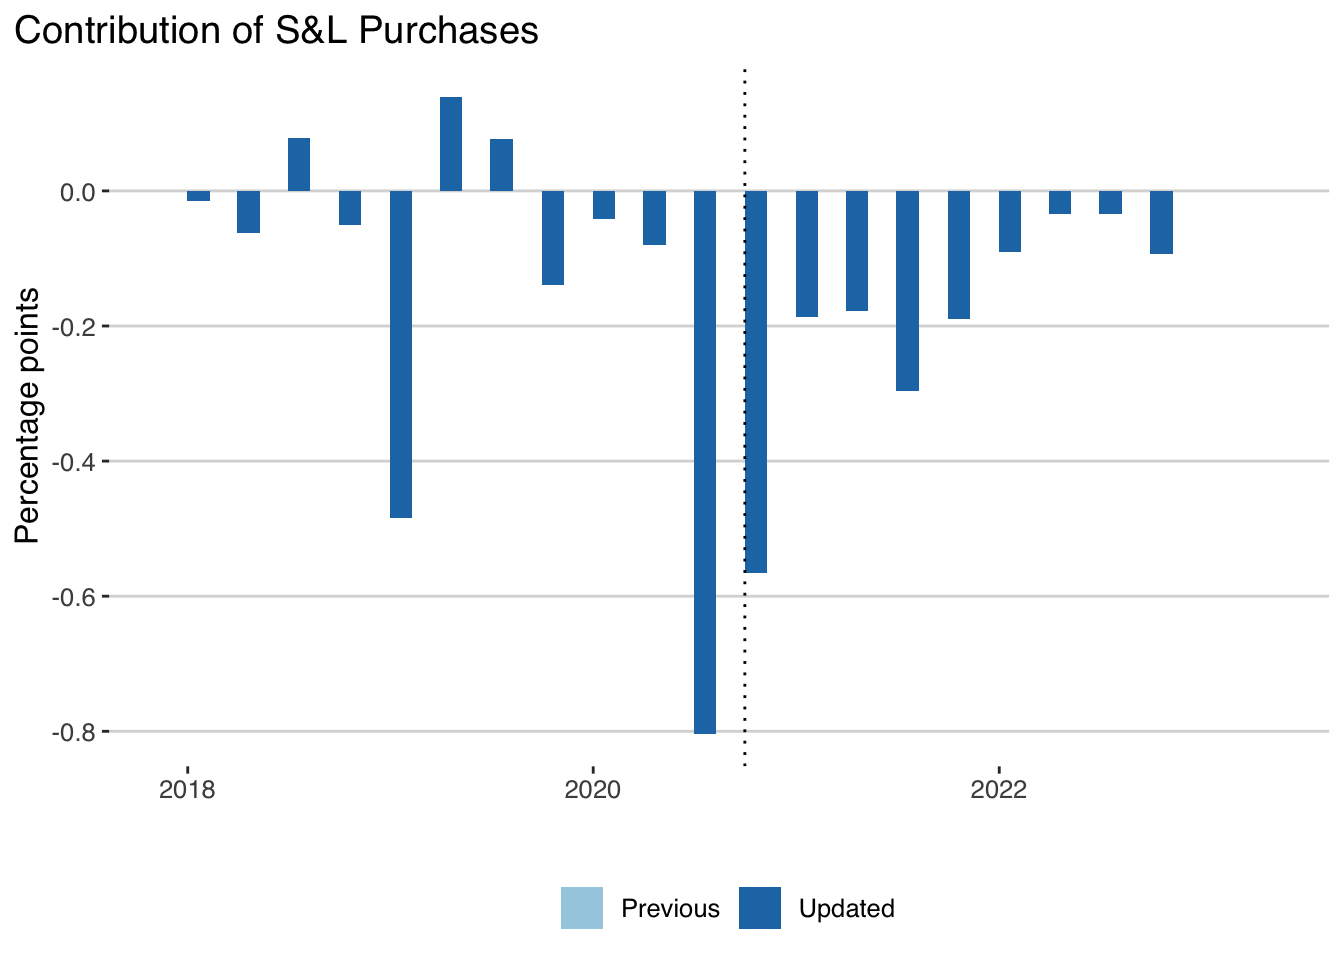 Contribution of S&L Purchases
Percentage points
0.0
-0.2
-0.4
-0.6
-0.8
2018 2020 2022
Previous Updated